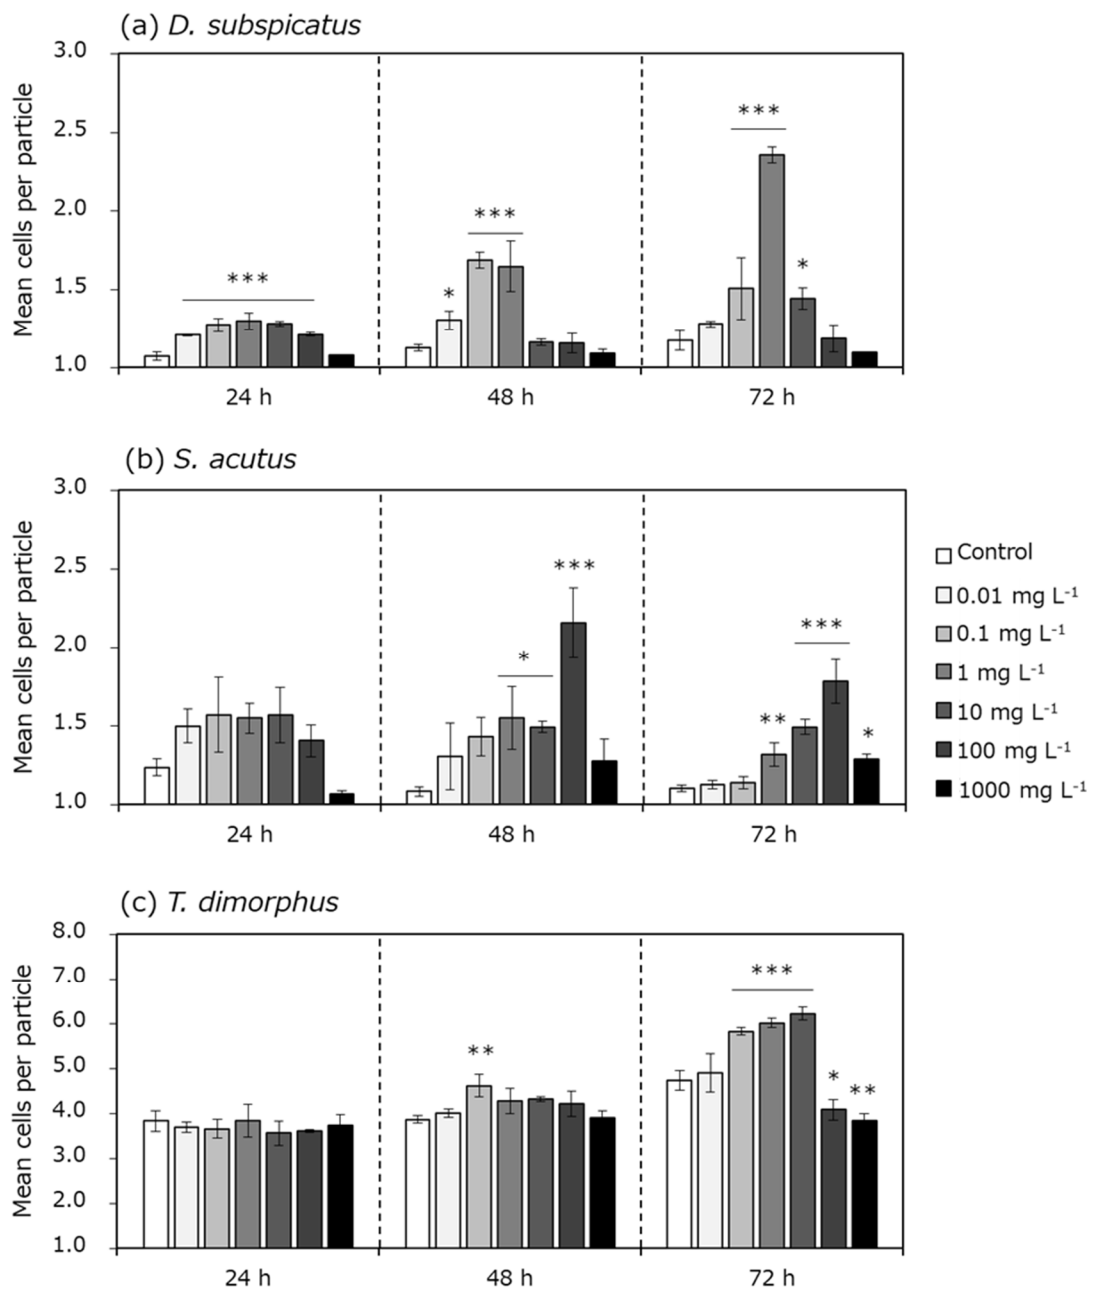 (a) D. subspicatus
Mean cells per particle
3.0
2.5
2.0
1.5
1.0
***
*
***
***
*
24 h
48 h
72 h
(b) S. acutus
Mean cells per particle
3.0
2.5
2.0
1.5
1.0
*
***
**
***
*
24 h
48 h
72 h
Control
0.01 mg L⁻¹
0.1 mg L⁻¹
1 mg L⁻¹
10 mg L⁻¹
100 mg L⁻¹
1000 mg L⁻¹
(c) T. dimorphus
Mean cells per particle
8.0
7.0
6.0
5.0
4.0
3.0
2.0
1.0
**
***
*
**
24 h
48 h
72 h